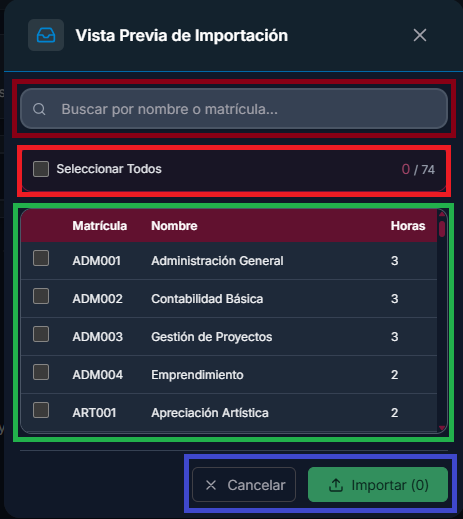 Vista Previa de Importación
Buscar por nombre o matrícula...
Seleccionar Todos 0 / 74
Matrícula Nombre Horas
ADM001 Administración General 3
ADM002 Contabilidad Básica 3
ADM003 Gestión de Proyectos 3
ADM004 Emprendimiento 2
ART001 Apreciación Artística 2
Cancelar Importar (0)